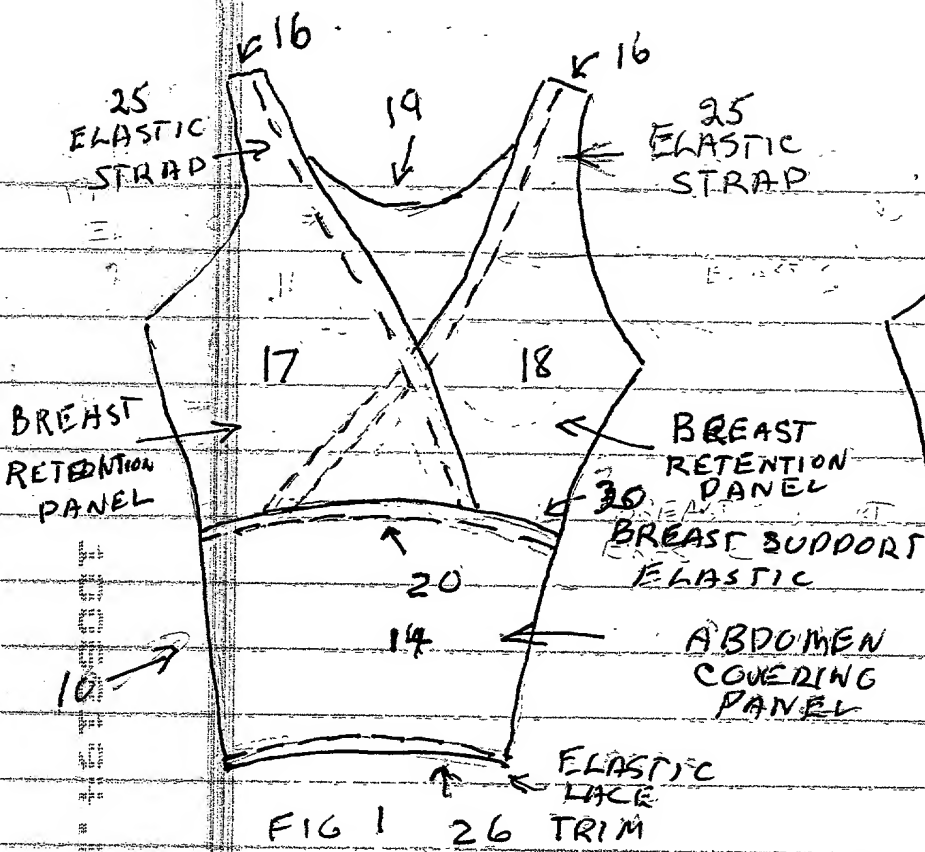 16
16
25
ELASTIC
STRAP
19
25
ELASTIC
STRAP
17
18
BREAST
RETENTION
PANEL
BREAST
RETENTION
PANEL
30
BREAST SUPPORT
ELASTIC
20
14
ABDOMEN
COVERING
PANEL
10
ELASTIC
LACE
TRIM
26
FIG 1